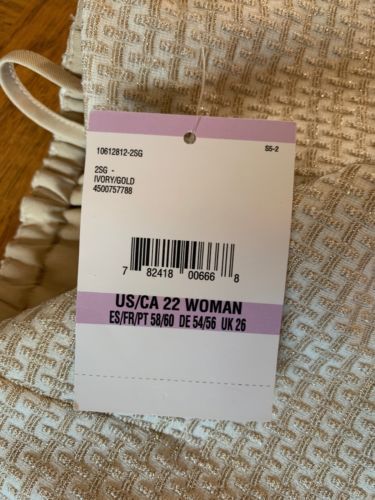 10612812-2SG S5-2
2SG -
IVORY/GOLD
4500757788
7 82418 00666 8
US/CA 22 WOMAN
ES/FR/PT 58/60 DE 54/56 UK 26